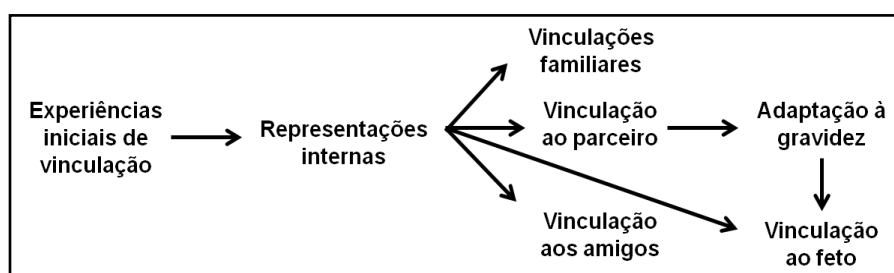 Experiências
iniciais de
vinculação
Representações
internas
Vinculações
familiares
Vinculação
ao parceiro
Vinculação
aos amigos
Adaptação à
gravidez
Vinculação
ao feto